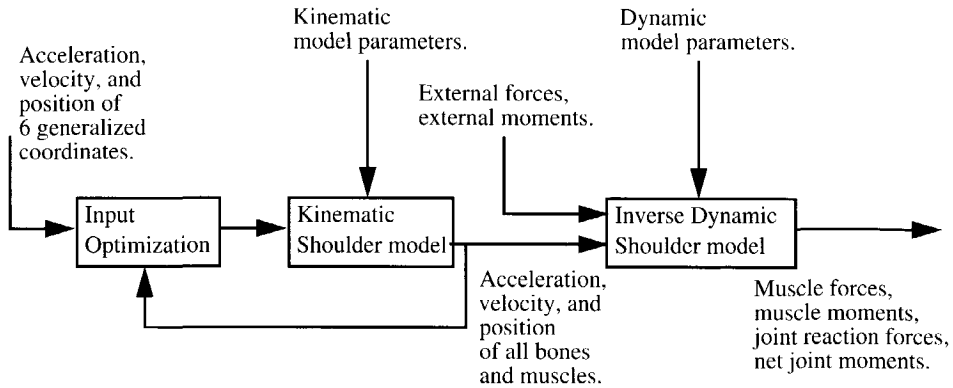 Kinematic
model parameters.
Dynamic
model parameters.
Acceleration,
velocity, and
position of
6 generalized
coordinates.
External forces,
external moments.
Input
Optimization
Kinematic
Shoulder model
Inverse Dynamic
Shoulder model
Acceleration,
velocity, and
position
of all bones
and muscles.
Muscle forces,
muscle moments,
joint reaction forces,
net joint moments.